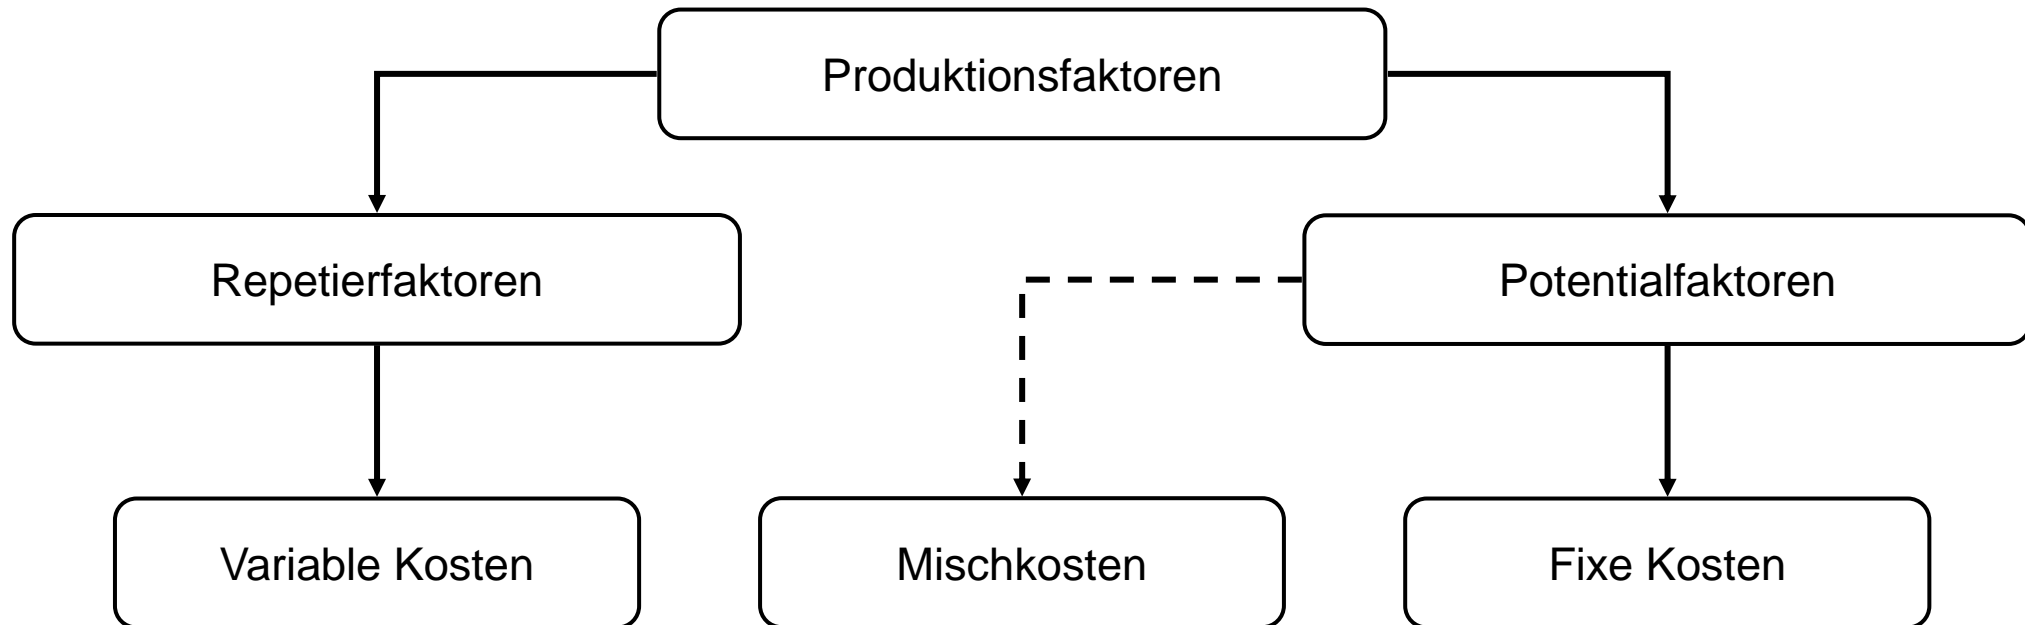 Produktionsfaktoren
Repetierfaktoren
Potentialfaktoren
Variable Kosten
Mischkosten
Fixe Kosten